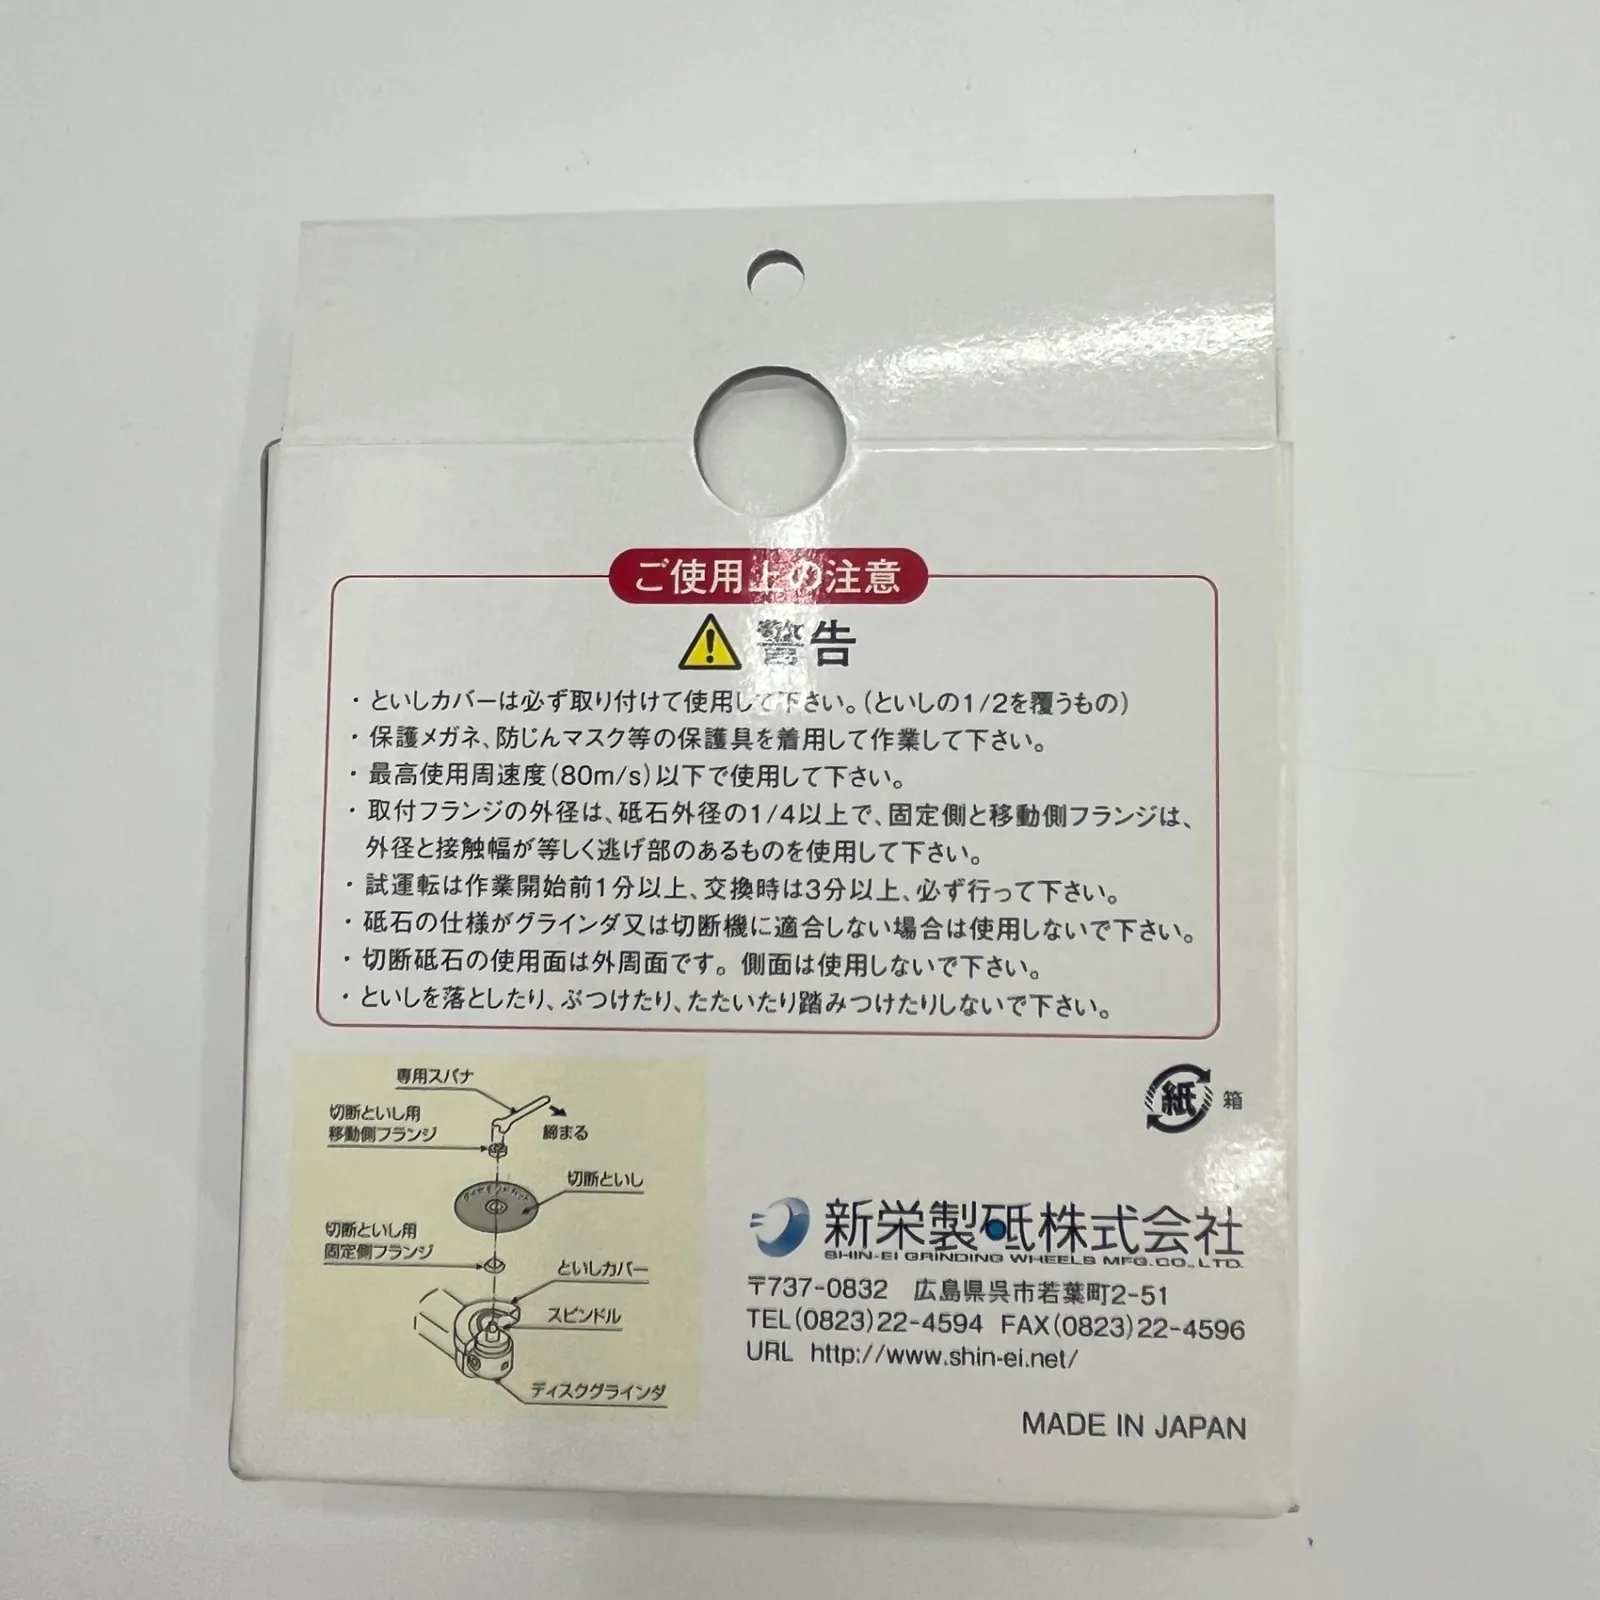 ご使用上の注意
警告
・といしカバーは必ず取り付けて使用して下さい。(といしの1/2を覆うもの)
・保護メガネ、防じんマスク等の保護具を着用して作業して下さい。
・最高使用周速度(80m/s)以下で使用して下さい。
・取付フランジの外径は、砥石外径の1/4以上で、固定側と移動側フランジは、
外径と接触幅が等しく逃げ部のあるものを使用して下さい。
・試運転は作業開始前1分以上、交換時は3分以上、必ず行って下さい。
・砥石の仕様がグラインダ又は切断機に適合しない場合は使用しないで下さい。
・切断砥石の使用面は外周面です。側面は使用しないで下さい。
・といしを落としたり、ぶつけたり、たたいたり踏みつけたりしないで下さい。
専用スパナ
切断といし用
移動側フランジ
締まる
切断といし
ダイヤモンドカット
切断といし用
固定側フランジ
といしカバー
スピンドル
ディスクグラインダ
紙 箱
新栄製砥株式会社
SHIN-EI GRINDING WHEELS MFG.CO.,LTD.
〒737-0832 広島県呉市若葉町2-51
TEL(0823)22-4594 FAX(0823)22-4596
URL http://www.shin-ei.net/
MADE IN JAPAN